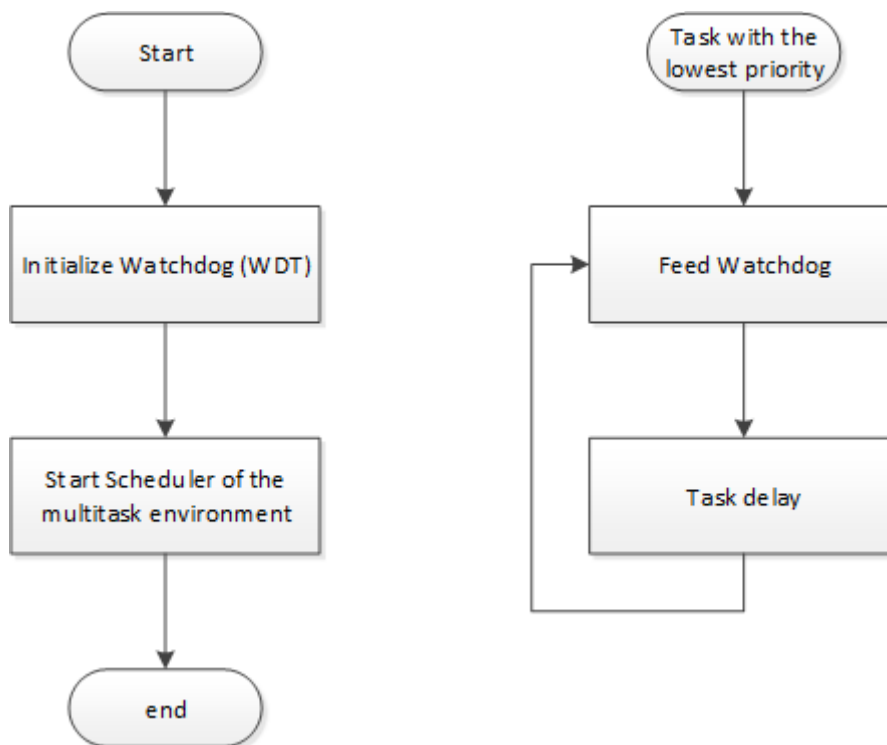 Start
Initialize Watchdog (WDT)
Start Scheduler of the
multitask environment
end
Task with the
lowest priority
Feed Watchdog
Task delay